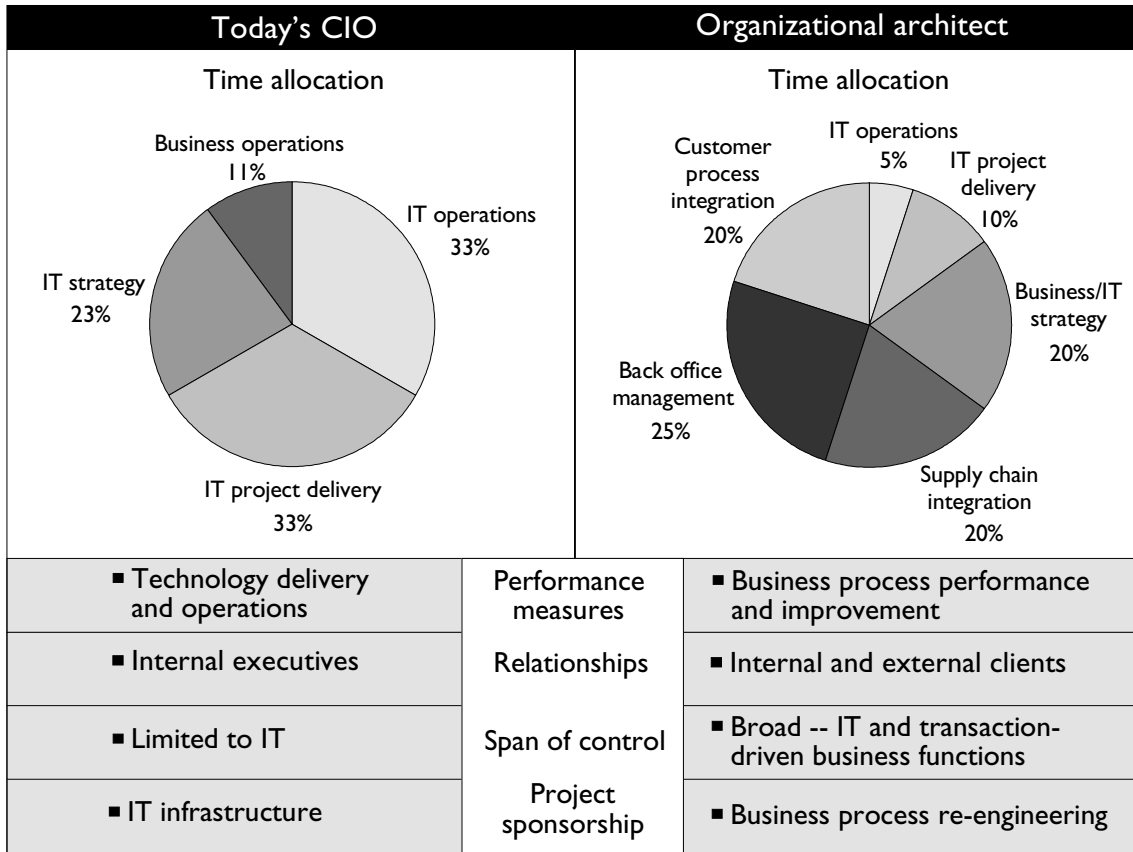 Today's CIO
Organizational architect
Time allocation
Business operations
11%
IT operations
33%
IT strategy
23%
IT project delivery
33%
Time allocation
IT operations
5%
Customer
process
integration
20%
IT project
delivery
10%
Business/IT
strategy
20%
Back office
management
25%
Supply chain
integration
20%
▪ Technology delivery
and operations
Performance
measures
▪ Business process performance
and improvement
▪ Internal executives
Relationships
▪ Internal and external clients
▪ Limited to IT
Span of control
▪ Broad -- IT and transaction-
driven business functions
▪ IT infrastructure
Project
sponsorship
▪ Business process re-engineering